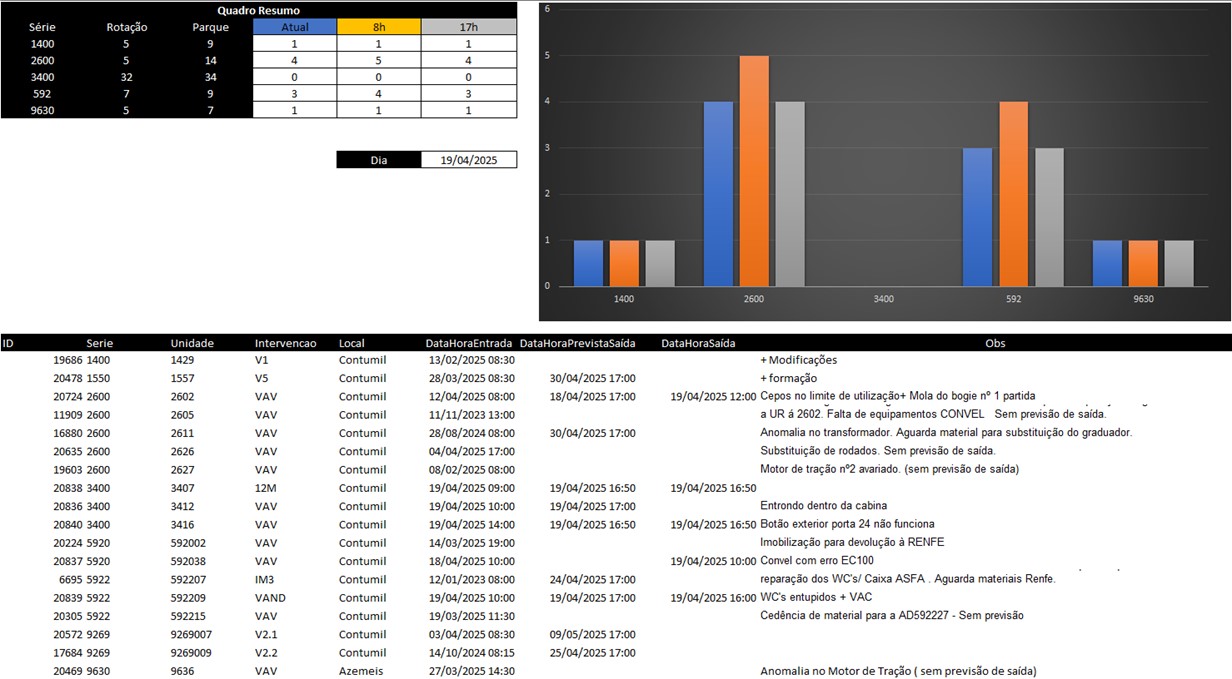 Quadro Resumo
Série Rotação Parque Atual 8h 17h
1400 5 9 1 1 1
2600 5 14 4 5 4
3400 32 34 0 0 0
592 7 9 3 4 3
9630 5 7 1 1 1
Dia 19/04/2025
6
5
4
3
2
1
0
1400 2600 3400 592 9630
ID Serie Unidade Intervencao Local DataHoraEntrada DataHoraPrevistaSaída DataHoraSaída Obs
19686 1400 1429 V1 Contumil 13/02/2025 08:30 + Modificações
20478 1550 1557 V5 Contumil 28/03/2025 08:30 30/04/2025 17:00 + formação
20724 2600 2602 VAV Contumil 12/04/2025 08:00 18/04/2025 17:00 19/04/2025 12:00 Cepos no limite de utilização+ Mola do bogie nº 1 partida
11909 2600 2605 VAV Contumil 11/11/2023 13:00 a UR á 2602. Falta de equipamentos CONVEL Sem previsão de saída.
16880 2600 2611 VAV Contumil 28/08/2024 08:00 30/04/2025 17:00 Anomalia no transformador. Aguarda material para substituição do graduador.
20635 2600 2626 VAV Contumil 04/04/2025 17:00 Substituição de rodados. Sem previsão de saída.
19603 2600 2627 VAV Contumil 08/02/2025 08:00 Motor de tração nº2 avariado. (sem previsão de saída)
20838 3400 3407 12M Contumil 19/04/2025 09:00 19/04/2025 16:50 19/04/2025 16:50
20836 3400 3412 VAV Contumil 19/04/2025 10:00 19/04/2025 17:00 Entrondo dentro da cabina
20840 3400 3416 VAV Contumil 19/04/2025 14:00 19/04/2025 16:50 19/04/2025 16:50 Botão exterior porta 24 não funciona
20224 5920 592002 VAV Contumil 14/03/2025 19:00 Imobilização para devolução à RENFE
20837 5920 592038 VAV Contumil 18/04/2025 10:00 19/04/2025 10:00 Convel com erro EC100
6695 5922 592207 IM3 Contumil 12/01/2023 08:00 24/04/2025 17:00 reparação dos WC's/ Caixa ASFA . Aguarda materiais Renfe.
20839 5922 592209 VAND Contumil 19/04/2025 10:00 19/04/2025 17:00 19/04/2025 16:00 WC's entupidos + VAC
20305 5922 592215 VAV Contumil 19/03/2025 11:30 Cedência de material para a AD592227 - Sem previsão
20572 9269 9269007 V2.1 Contumil 03/04/2025 08:30 09/05/2025 17:00
17684 9269 9269009 V2.2 Contumil 14/10/2024 08:15 25/04/2025 17:00
20469 9630 9636 VAV Azemeis 27/03/2025 14:30 Anomalia no Motor de Tração ( sem previsão de saída)